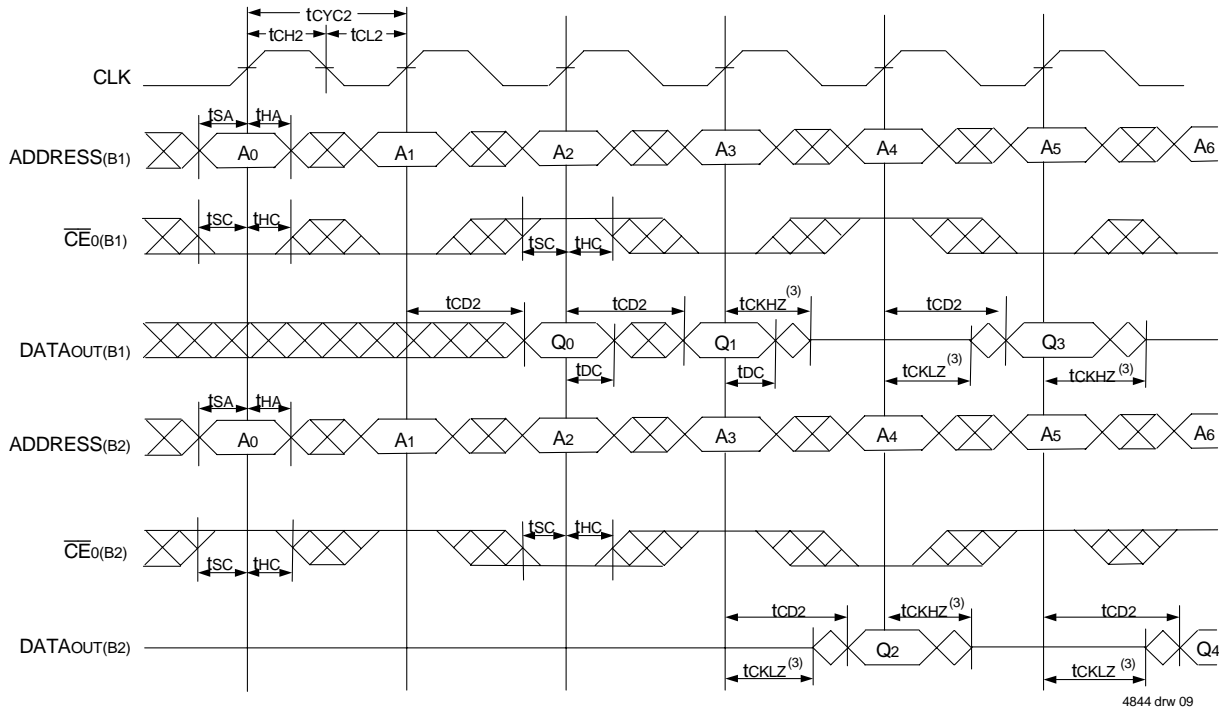 tCYC2
tCH2 tCL2
CLK
tSA tHA
ADDRESS(B1) A0 A1 A2 A3 A4 A5 A6
tSC tHC
CE0(B1)
tSC tHC
tCD2 tCD2 tCKHZ(3) tCD2
DATAOUT(B1) Q0 Q1 Q3
tDC tDC tCKLZ(3) tCKHZ(3)
tSA tHA
ADDRESS(B2) A0 A1 A2 A3 A4 A5 A6
tSC tHC
CE0(B2)
tSC tHC
tCD2 tCKHZ(3) tCD2
DATAOUT(B2) Q2 Q4
tCKLZ(3) tCKLZ(3)
4844 drw 09